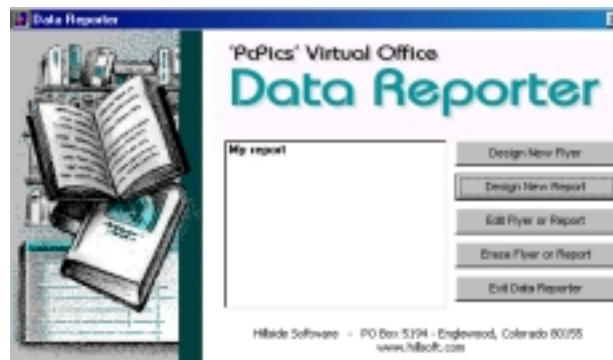 Data Reporter
'PcPics' Virtual Office
Data Reporter
My report
Design New Flyer
Design New Report
Edit Flyer or Report
Erase Flyer or Report
Exit Data Reporter
Hillside Software - PO Box 5194 - Englewood, Colorado 80155
www.hillsoft.com